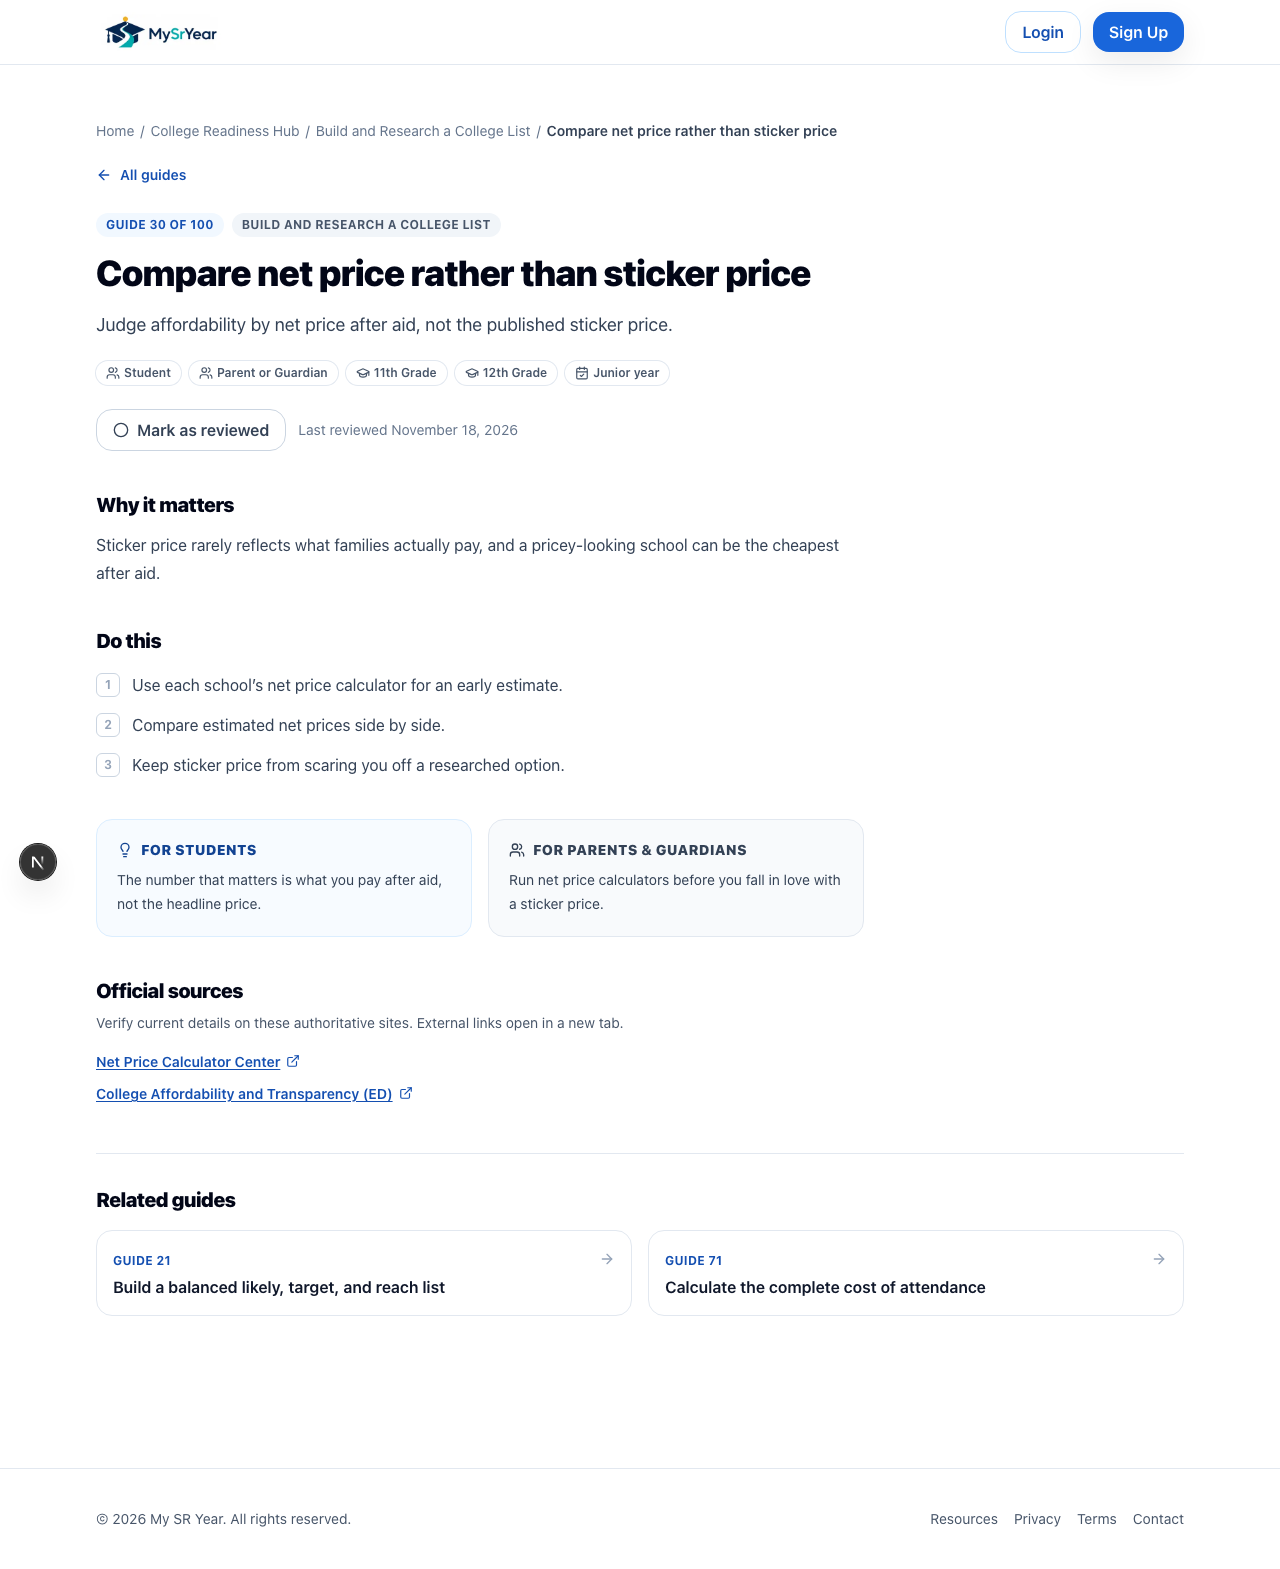 MySrYear
Login
Sign Up
Home / College Readiness Hub / Build and Research a College List / Compare net price rather than sticker price
All guides
GUIDE 30 OF 100
BUILD AND RESEARCH A COLLEGE LIST
Compare net price rather than sticker price
Judge affordability by net price after aid, not the published sticker price.
Student
Parent or Guardian
11th Grade
12th Grade
Junior year
Mark as reviewed
Last reviewed November 18, 2026
Why it matters
Sticker price rarely reflects what families actually pay, and a pricey-looking school can be the cheapest
after aid.
Do this
1 Use each school’s net price calculator for an early estimate.
2 Compare estimated net prices side by side.
3 Keep sticker price from scaring you off a researched option.
FOR STUDENTS
The number that matters is what you pay after aid,
not the headline price.
FOR PARENTS & GUARDIANS
Run net price calculators before you fall in love with
a sticker price.
N
Official sources
Verify current details on these authoritative sites. External links open in a new tab.
Net Price Calculator Center
College Affordability and Transparency (ED)
Related guides
GUIDE 21
Build a balanced likely, target, and reach list
GUIDE 71
Calculate the complete cost of attendance
© 2026 My SR Year. All rights reserved.
Resources
Privacy
Terms
Contact